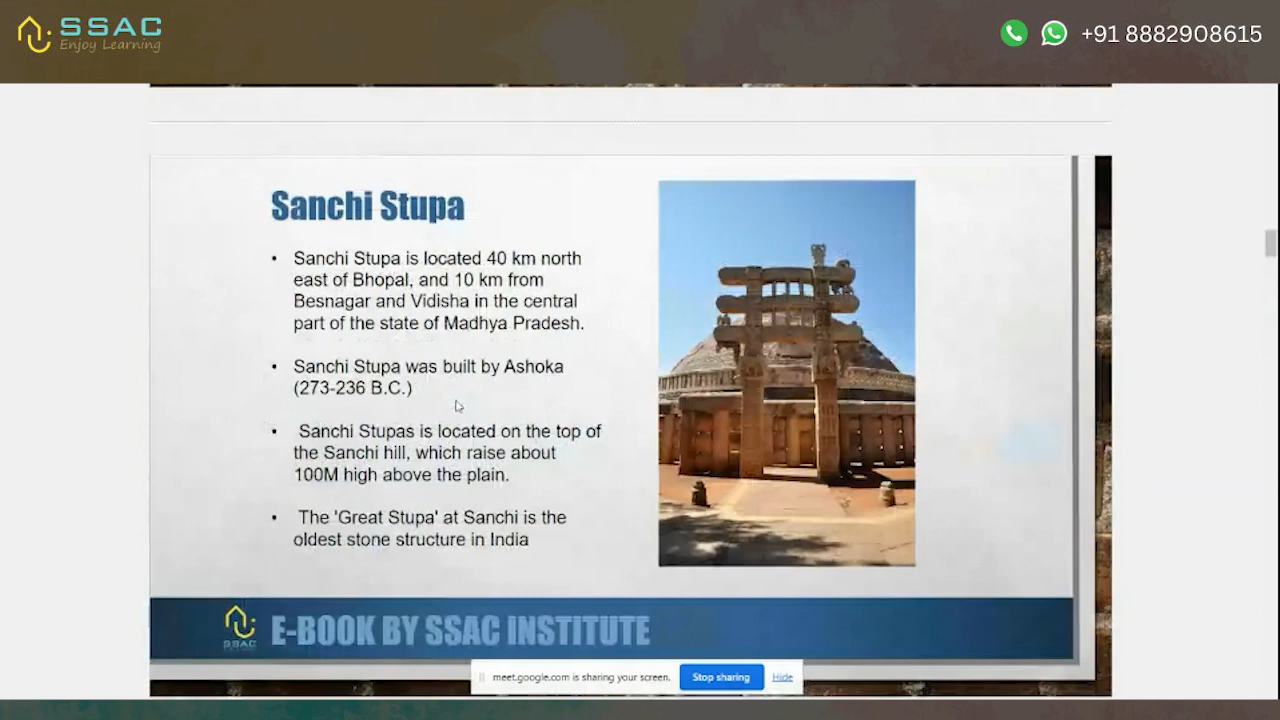 SSAC
Enjoy Learning
+91 8882908615
Sanchi Stupa
• Sanchi Stupa is located 40 km north
east of Bhopal, and 10 km from
Besnagar and Vidisha in the central
part of the state of Madhya Pradesh.
• Sanchi Stupa was built by Ashoka
(273-236 B.C.)
• Sanchi Stupas is located on the top of
the Sanchi hill, which raise about
100M high above the plain.
• The 'Great Stupa' at Sanchi is the
oldest stone structure in India
SSAC
E-BOOK BY SSAC INSTITUTE
meet.google.com is sharing your screen.
Stop sharing
Hide